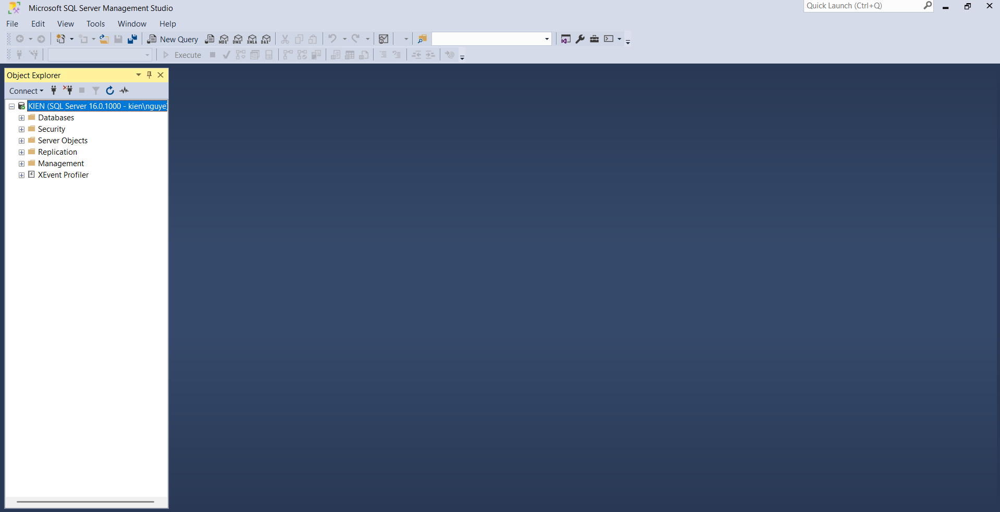 Microsoft SQL Server Management Studio
Quick Launch (Ctrl+Q)
File Edit View Tools Window Help
New Query MDX DMX XMLA DAX
Execute
Object Explorer
Connect
KIEN (SQL Server 16.0.1000 - kien\nguye)
Databases
Security
Server Objects
Replication
Management
XEvent Profiler